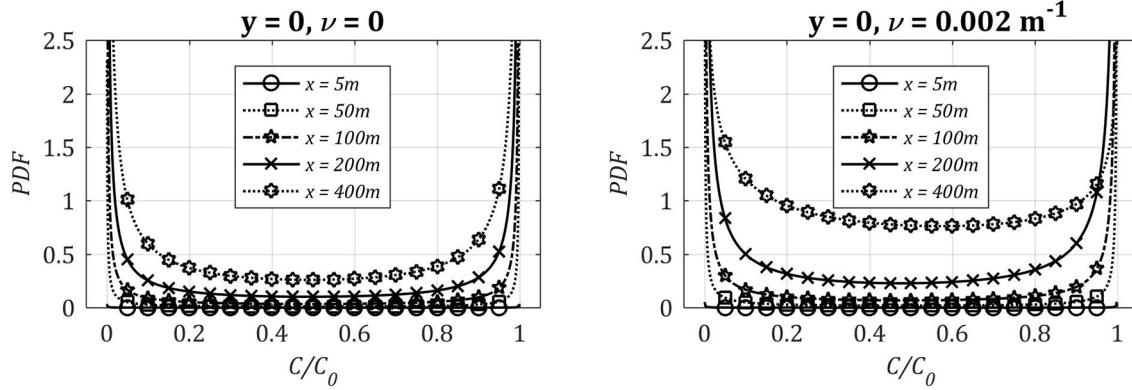 y = 0, ν = 0
2.5
2
1.5
1
0.5
0
PDF
x = 5m
x = 50m
x = 100m
x = 200m
x = 400m
0 0.2 0.4 0.6 0.8 1
C/C0
y = 0, ν = 0.002 m-1
2.5
2
1.5
1
0.5
0
PDF
x = 5m
x = 50m
x = 100m
x = 200m
x = 400m
0 0.2 0.4 0.6 0.8 1
C/C0